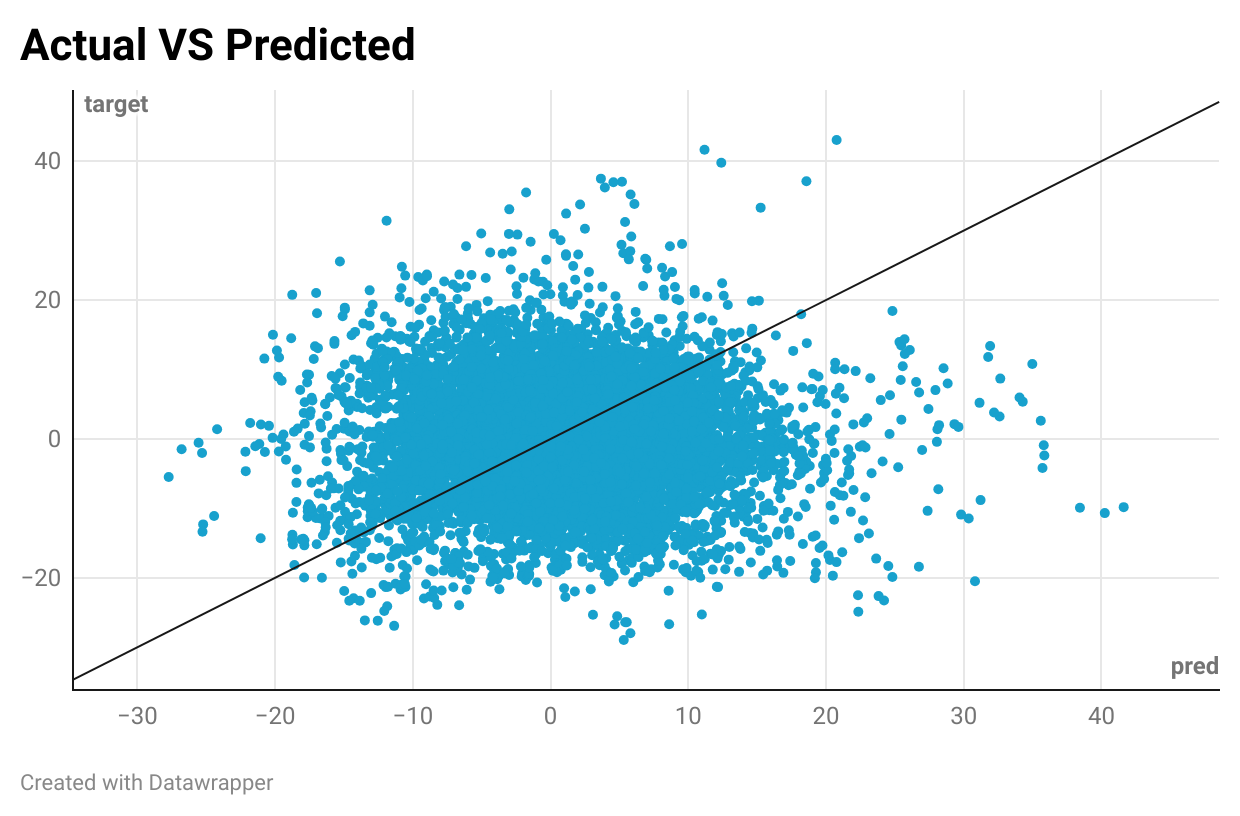 Actual VS Predicted
target
40
20
0
−20
pred
−30 −20 −10 0 10 20 30 40
Created with Datawrapper